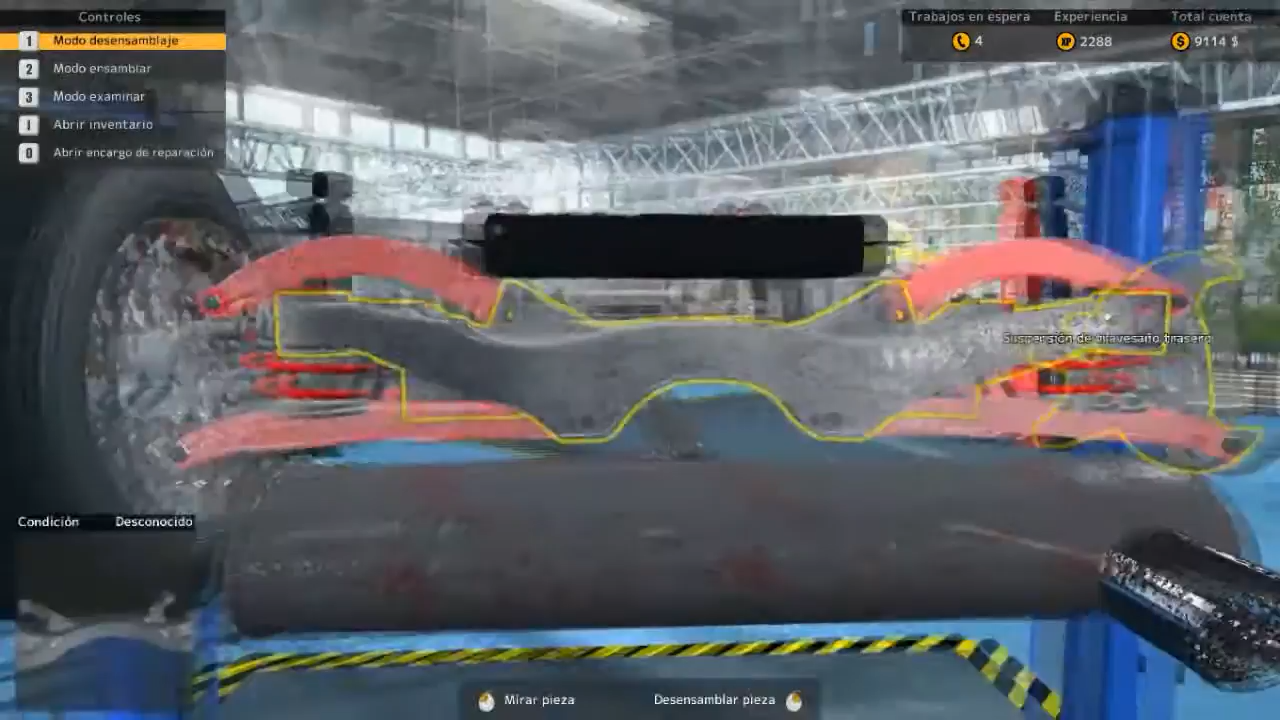 Controles
1 Modo desensamblaje
2 Modo ensamblar
3 Modo examinar
I Abrir inventario
O Abrir encargo de reparación
Trabajos en espera Experiencia Total cuenta
4 XP 2288 $ 9114 $
Suspensión de travesaño trasero
Condición Desconocido
Mirar pieza Desensamblar pieza